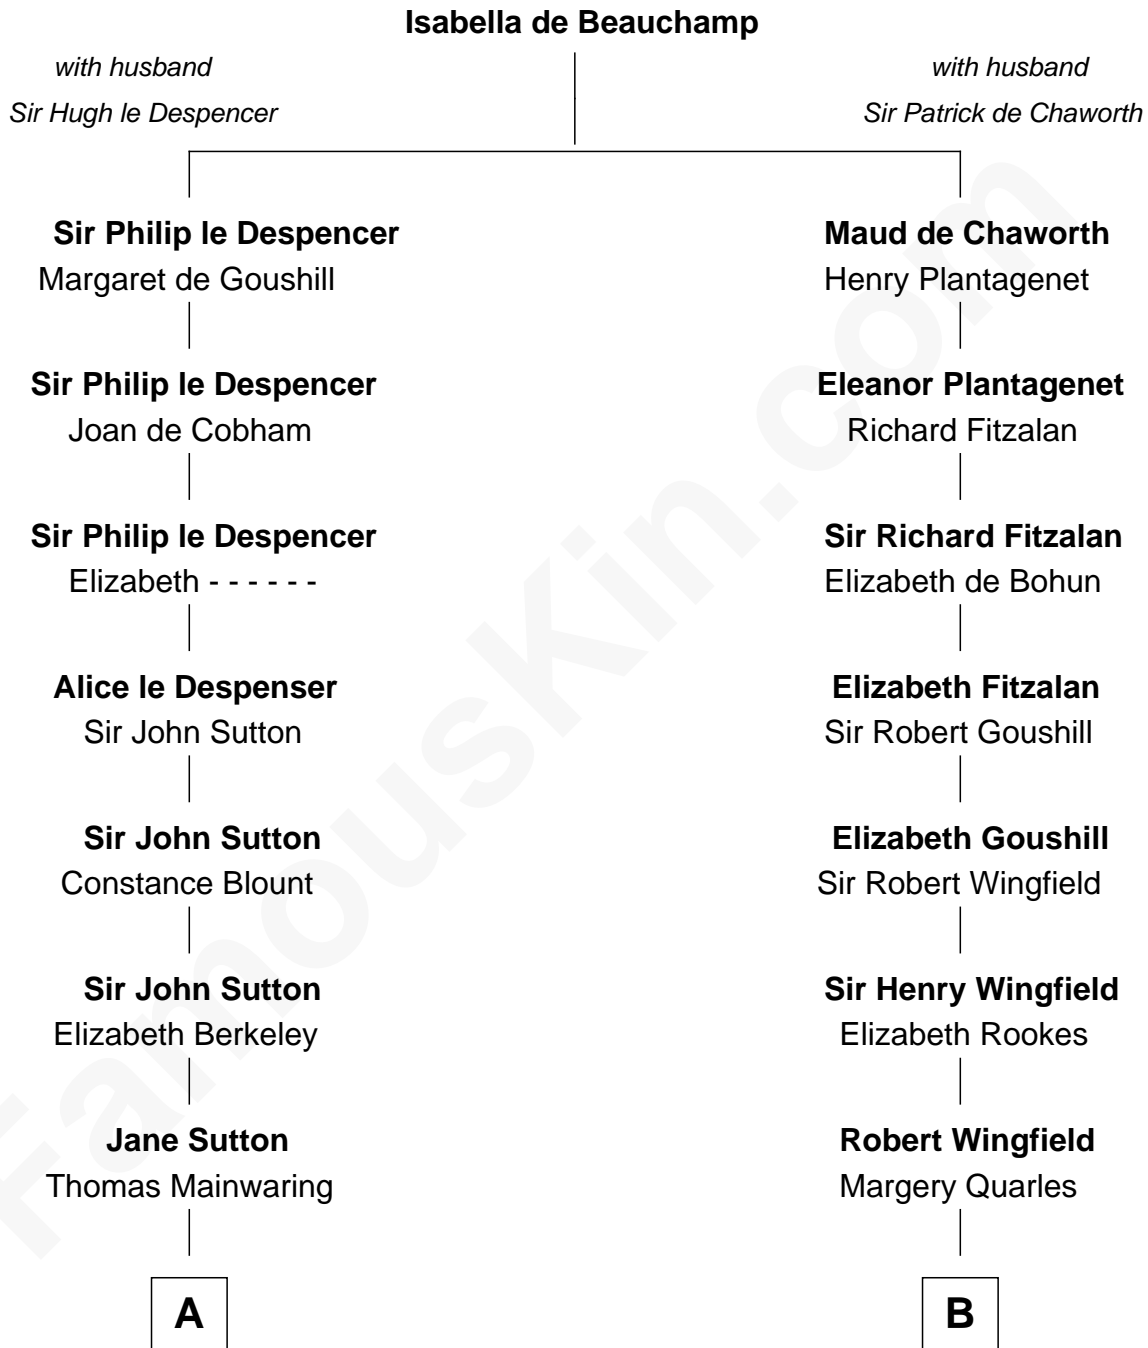 Isabella de Beauchamp
with husband
Sir Hugh le Despencer
with husband
Sir Patrick de Chaworth
Sir Philip le Despencer
Margaret de Goushill
Maud de Chaworth
Henry Plantagenet
Sir Philip le Despencer
Joan de Cobham
Eleanor Plantagenet
Richard Fitzalan
Sir Philip le Despencer
Elizabeth - - - - - -
Sir Richard Fitzalan
Elizabeth de Bohun
Alice le Despenser
Sir John Sutton
Elizabeth Fitzalan
Sir Robert Goushill
Sir John Sutton
Constance Blount
Elizabeth Goushill
Sir Robert Wingfield
Sir John Sutton
Elizabeth Berkeley
Sir Henry Wingfield
Elizabeth Rookes
Jane Sutton
Thomas Mainwaring
Robert Wingfield
Margery Quarles
A
B
FamousKin.com